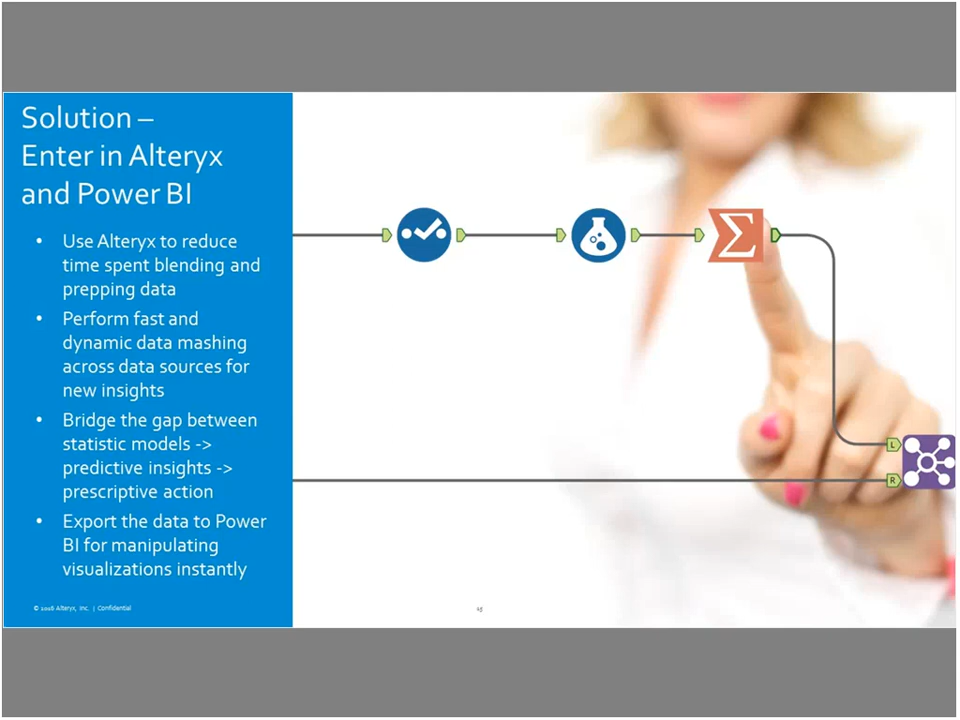 Solution –
Enter in Alteryx
and Power BI
• Use Alteryx to reduce
time spent blending and
prepping data
• Perform fast and
dynamic data mashing
across data sources for
new insights
• Bridge the gap between
statistic models ->
predictive insights ->
prescriptive action
• Export the data to Power
BI for manipulating
visualizations instantly
Σ
L
R
© 2016 Alteryx, Inc. | Confidential
15